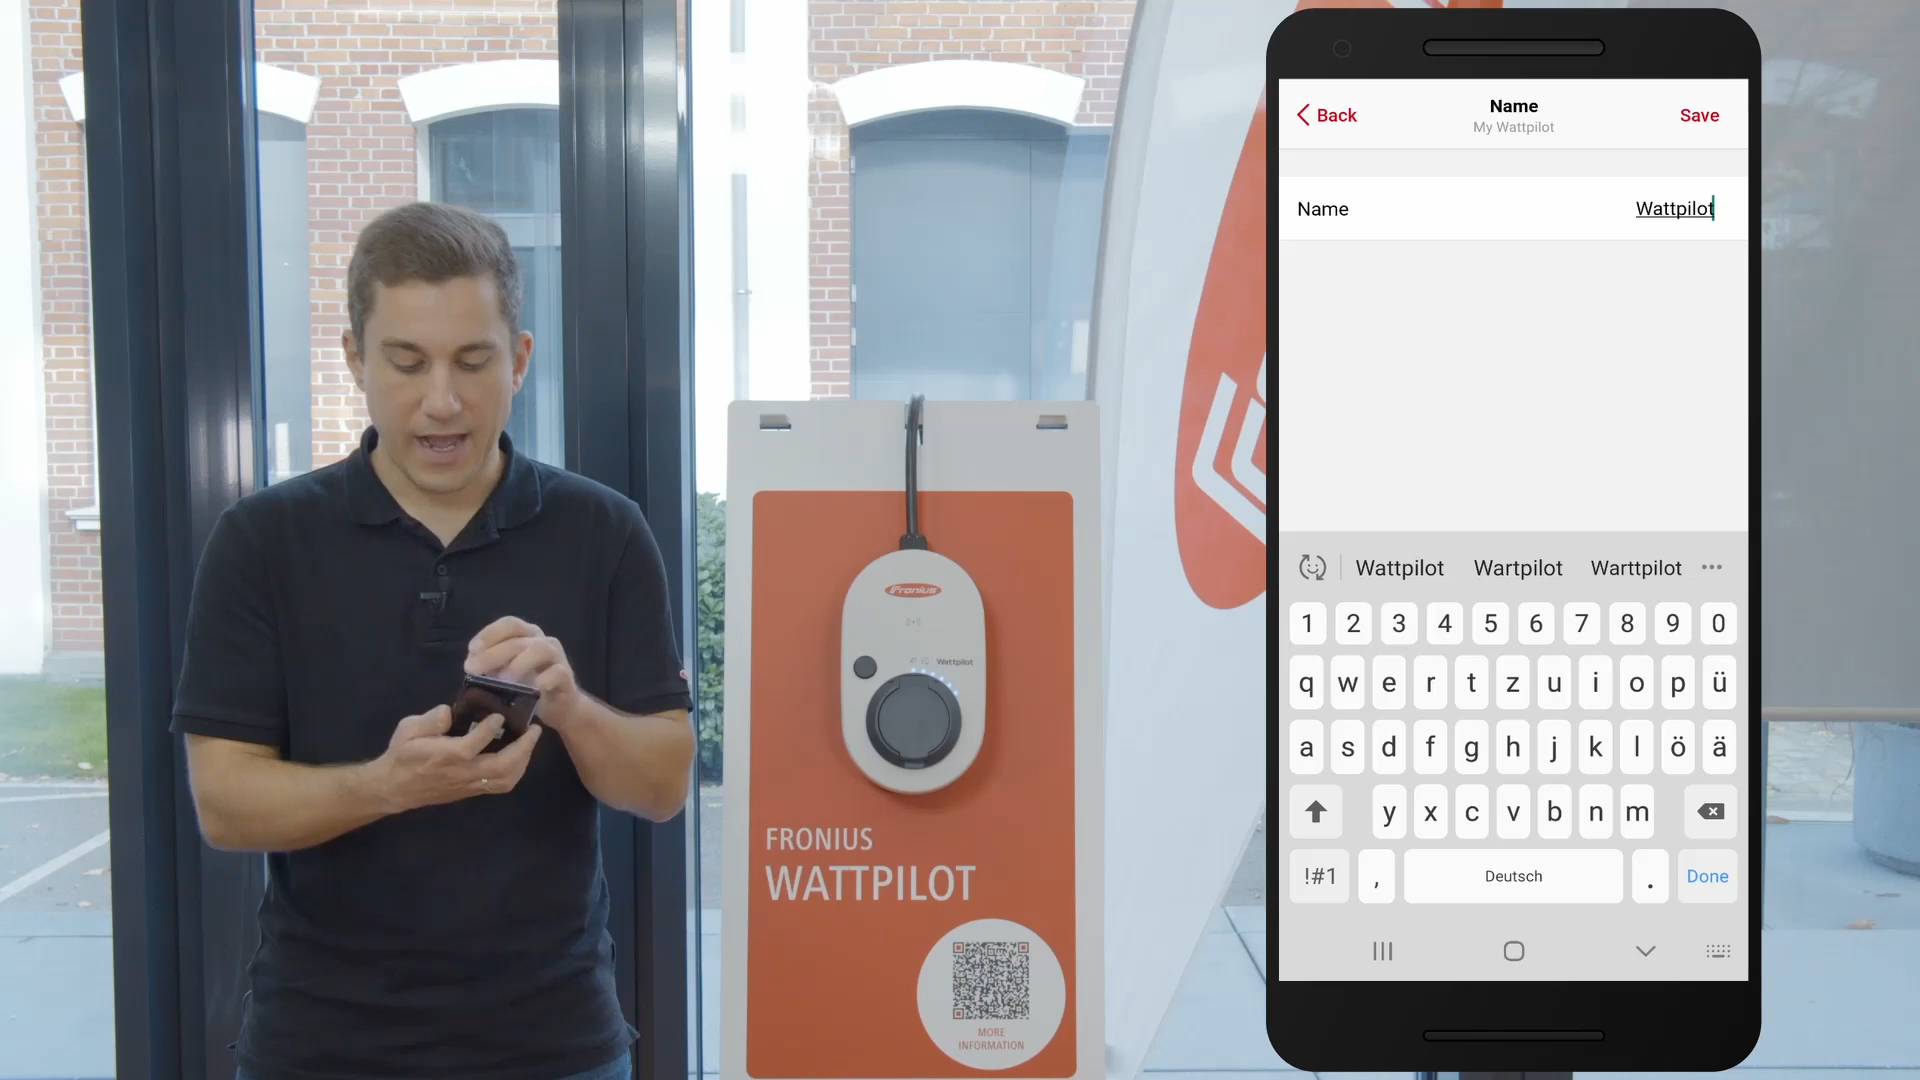 Back
Name
My Wattpilot
Save
Name
Wattpilot
Wattpilot Wartpilot Warttpilot
1 2 3 4 5 6 7 8 9 0
q w e r t z u i o p ü
a s d f g h j k l ö ä
y x c v b n m
!#1 , Deutsch . Done
Fronius
Wattpilot
FRONIUS
WATTPILOT
MORE
INFORMATION